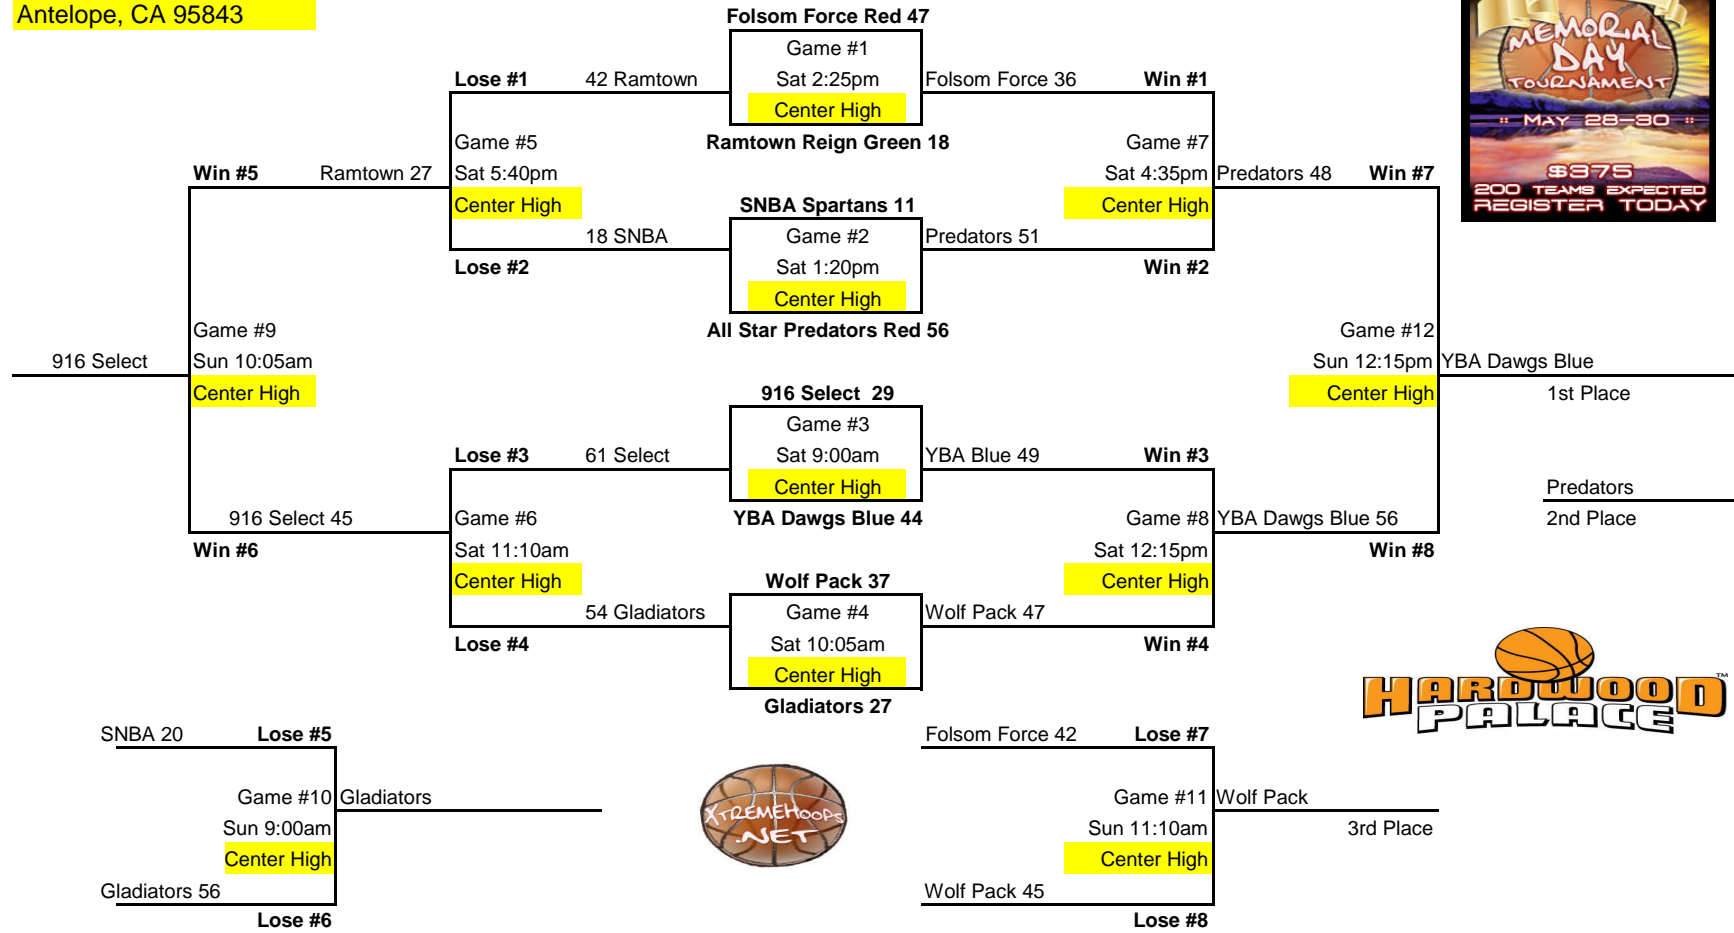 Antelope, CA 95843
Folsom Force Red 47
Game #1
Lose #1 42 Ramtown Sat 2:25pm Folsom Force 36 Win #1
Center High
Game #5 Ramtown Reign Green 18 Game #7
Win #5 Ramtown 27 Sat 5:40pm Sat 4:35pm Predators 48 Win #7
Center High SNBA Spartans 11 Center High
18 SNBA Game #2 Predators 51
Lose #2 Sat 1:20pm Win #2
Center High
Game #9 All Star Predators Red 56 Game #12
916 Select Sun 10:05am Sun 12:15pm YBA Dawgs Blue
Center High 916 Select 29 Center High 1st Place
Game #3
Lose #3 61 Select Sat 9:00am YBA Blue 49 Win #3
Center High Predators
916 Select 45 Game #6 YBA Dawgs Blue 44 Game #8 YBA Dawgs Blue 56 2nd Place
Win #6 Sat 11:10am Sat 12:15pm Win #8
Center High Wolf Pack 37 Center High
54 Gladiators Game #4 Wolf Pack 47
Lose #4 Sat 10:05am Win #4
Center High
Gladiators 27
SNBA 20 Lose #5 Folsom Force 42 Lose #7
Game #10 Gladiators Game #11 Wolf Pack
Sun 9:00am Sun 11:10am 3rd Place
Center High Center High
Gladiators 56 Wolf Pack 45
Lose #6 Lose #8
MEMORIAL
DAY
TOURNAMENT
:: MAY 28-30 ::
$375
200 TEAMS EXPECTED
REGISTER TODAY
HARDWOOD™
PALACE
XTREMEHOOPS
.NET